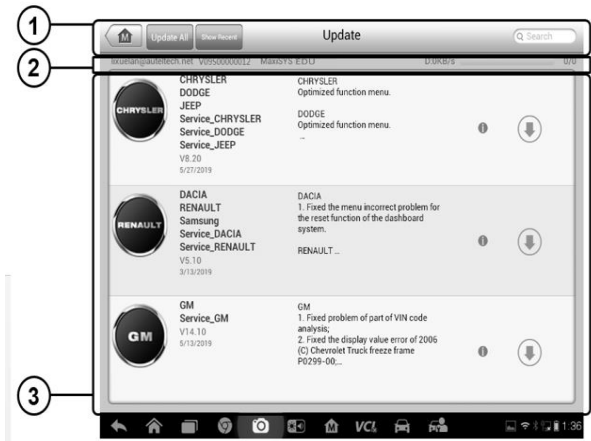 1
Update All
Show Recent
Update
Search
2
lixuelan@auteltech.net V09500000012 MaxiSYS EDU D:0KB/s 0/0
CHRYSLER
CHRYSLER
DODGE
JEEP
Service_CHRYSLER
Service_DODGE
Service_JEEP
V8.20
5/27/2019
CHRYSLER
Optimized function menu.
DODGE
Optimized function menu.
...
RENAULT
DACIA
RENAULT
Samsung
Service_DACIA
Service_RENAULT
V5.10
3/13/2019
DACIA
1. Fixed the menu incorrect problem for
the reset function of the dashboard
system.
RENAULT ...
GM
GM
Service_GM
V14.10
5/13/2019
GM
1. Fixed problem of part of VIN code
analysis;
2. Fixed the display value error of 2006
(C) Chevrolet Truck freeze frame
P0299-00;...
3
VCI
1:36